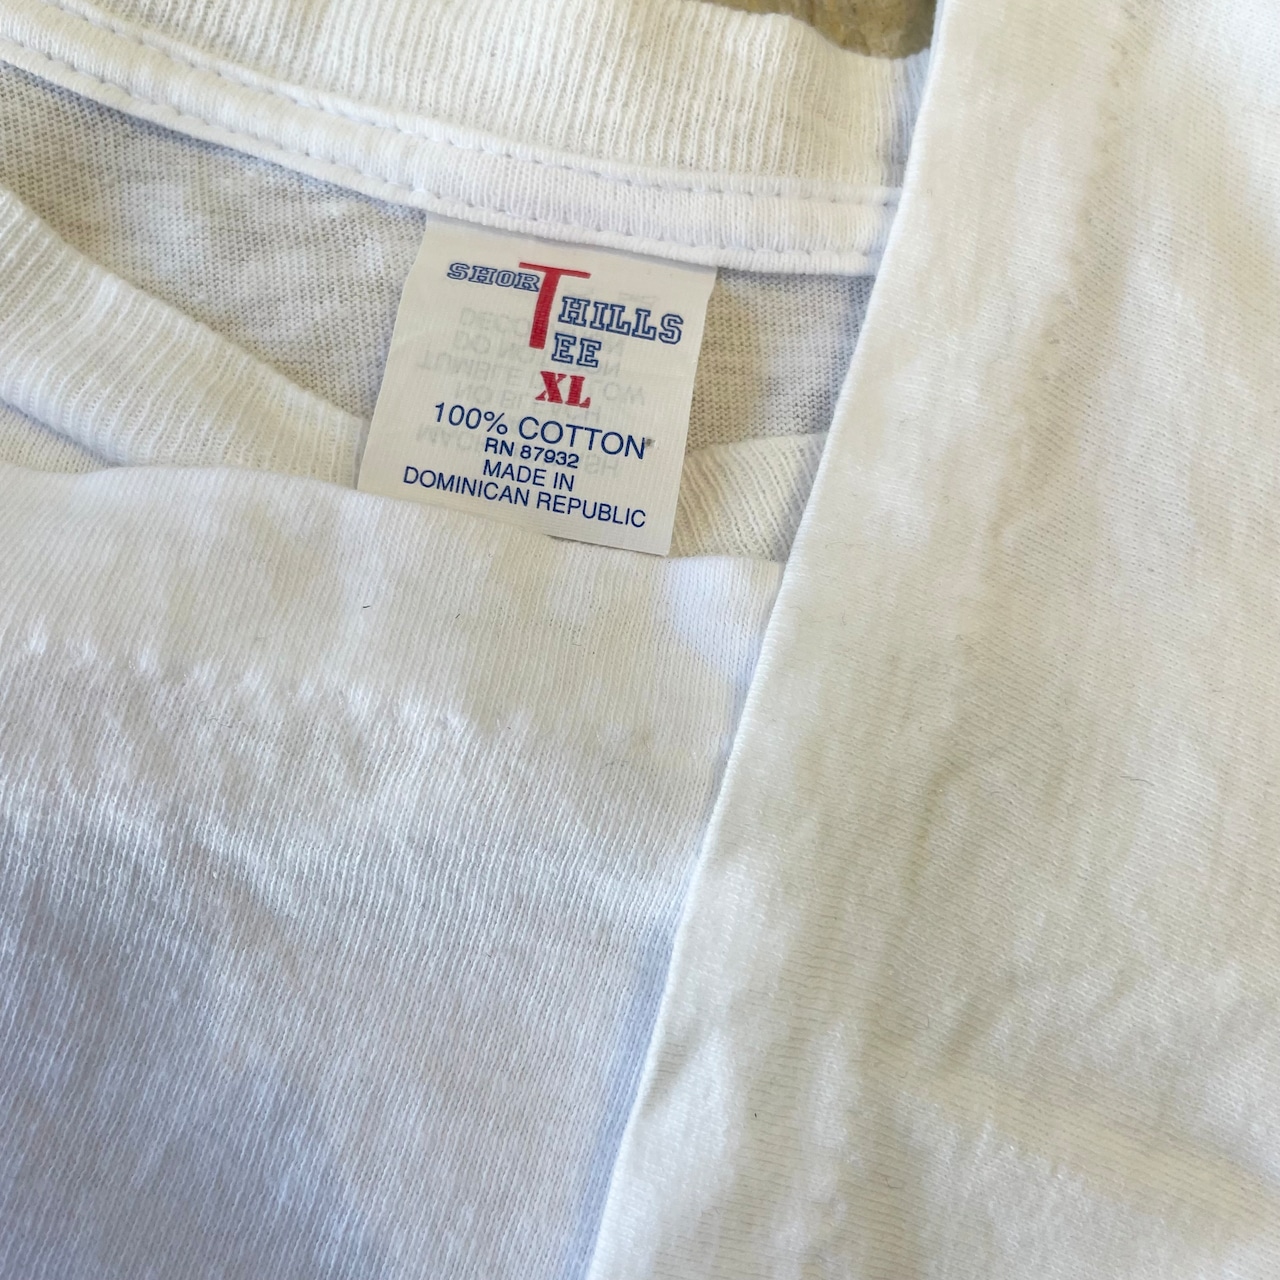 SHORT HILLS
TEE
XL
100% COTTON
RN 87932
MADE IN
DOMINICAN REPUBLIC